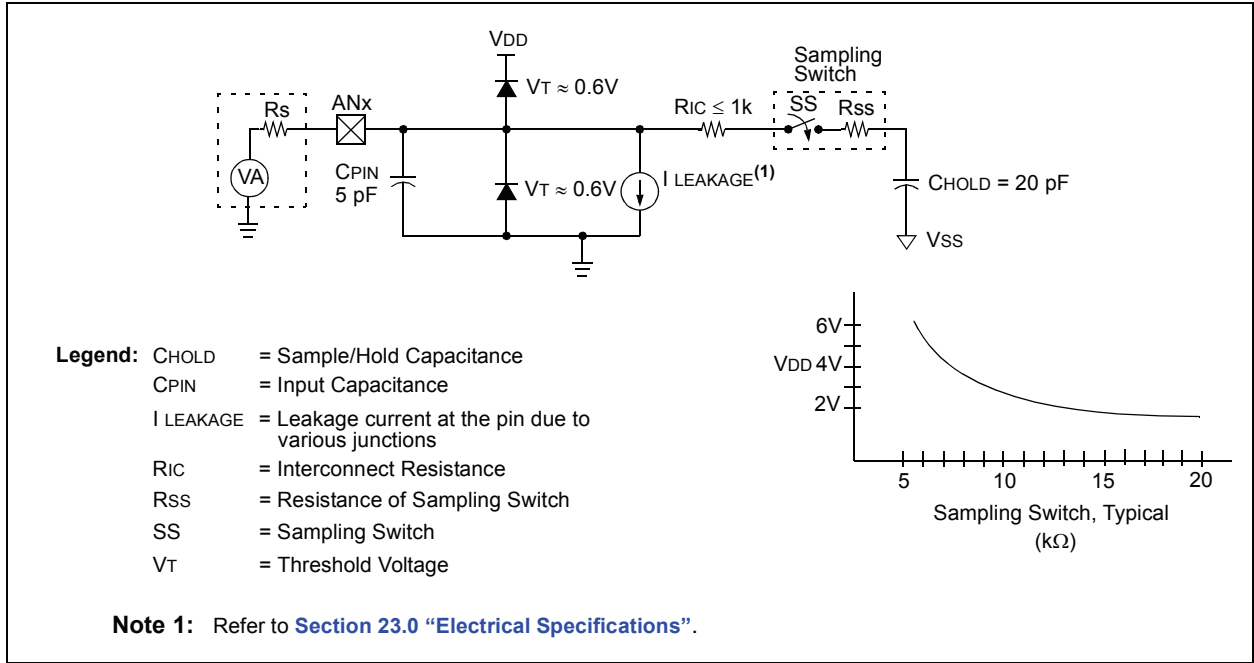 VDD
Sampling
Switch
VT ≈ 0.6V
Rs
ANx
RIC ≤ 1k
SS
RSS
VA
CPIN
5 pF
VT ≈ 0.6V
I LEAKAGE(1)
CHOLD = 20 pF
VSS
Legend: CHOLD = Sample/Hold Capacitance
CPIN = Input Capacitance
I LEAKAGE = Leakage current at the pin due to
various junctions
RIC = Interconnect Resistance
RSS = Resistance of Sampling Switch
SS = Sampling Switch
VT = Threshold Voltage
6V
VDD 4V
2V
5 10 15 20
Sampling Switch, Typical
(kΩ)
Note 1: Refer to Section 23.0 “Electrical Specifications”.